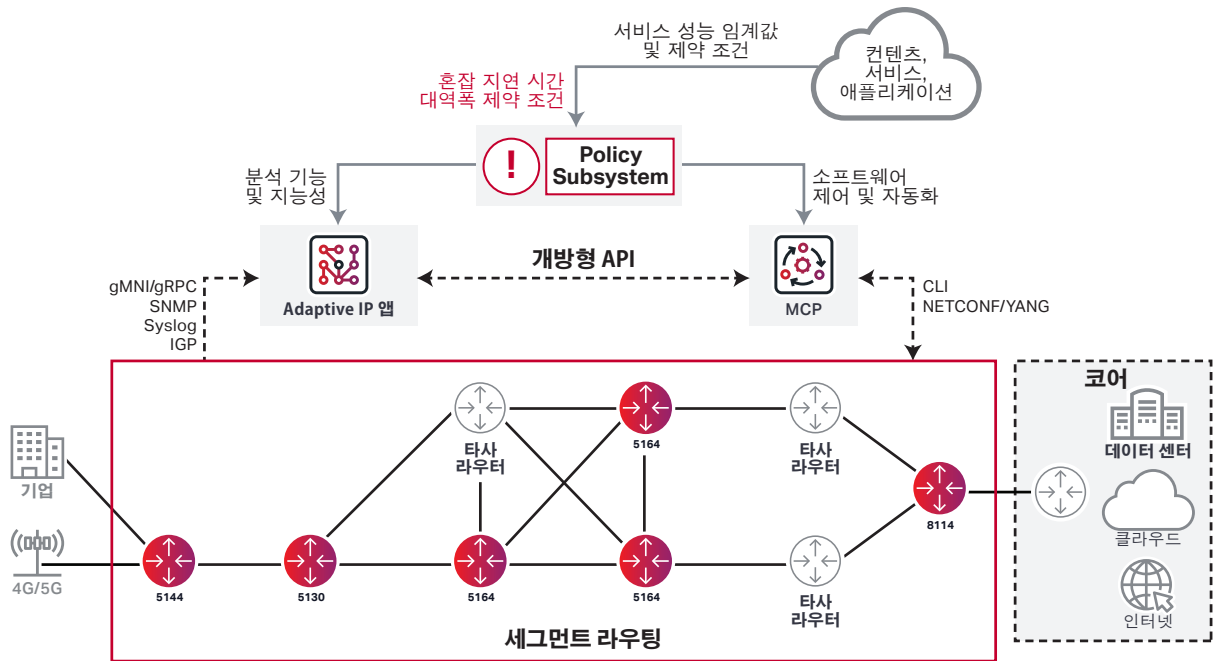 서비스 성능 임계값
및 제약 조건
컨텐츠,
서비스,
애플리케이션
혼잡 지연 시간
대역폭 제약 조건
!
Policy
Subsystem
분석 기능
및 지능성
소프트웨어
제어 및 자동화
개방형 API
Adaptive IP 앱
MCP
gMNI/gRPC
SNMP
Syslog
IGP
CLI
NETCONF/YANG
코어
데이터 센터
클라우드
인터넷
기업
4G/5G
타사
라우터
5164
타사
라우터
8114
5144
5130
5164
5164
타사
라우터
세그먼트 라우팅